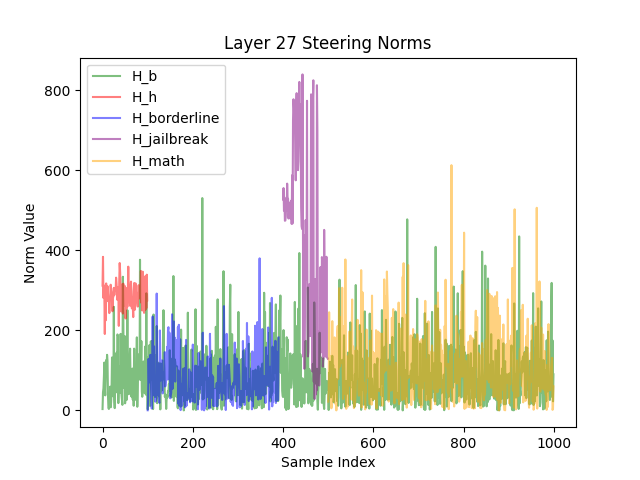 Layer 27 Steering Norms
H_b
H_h
H_borderline
H_jailbreak
H_math
Norm Value
800
600
400
200
0
0 200 400 600 800 1000
Sample Index